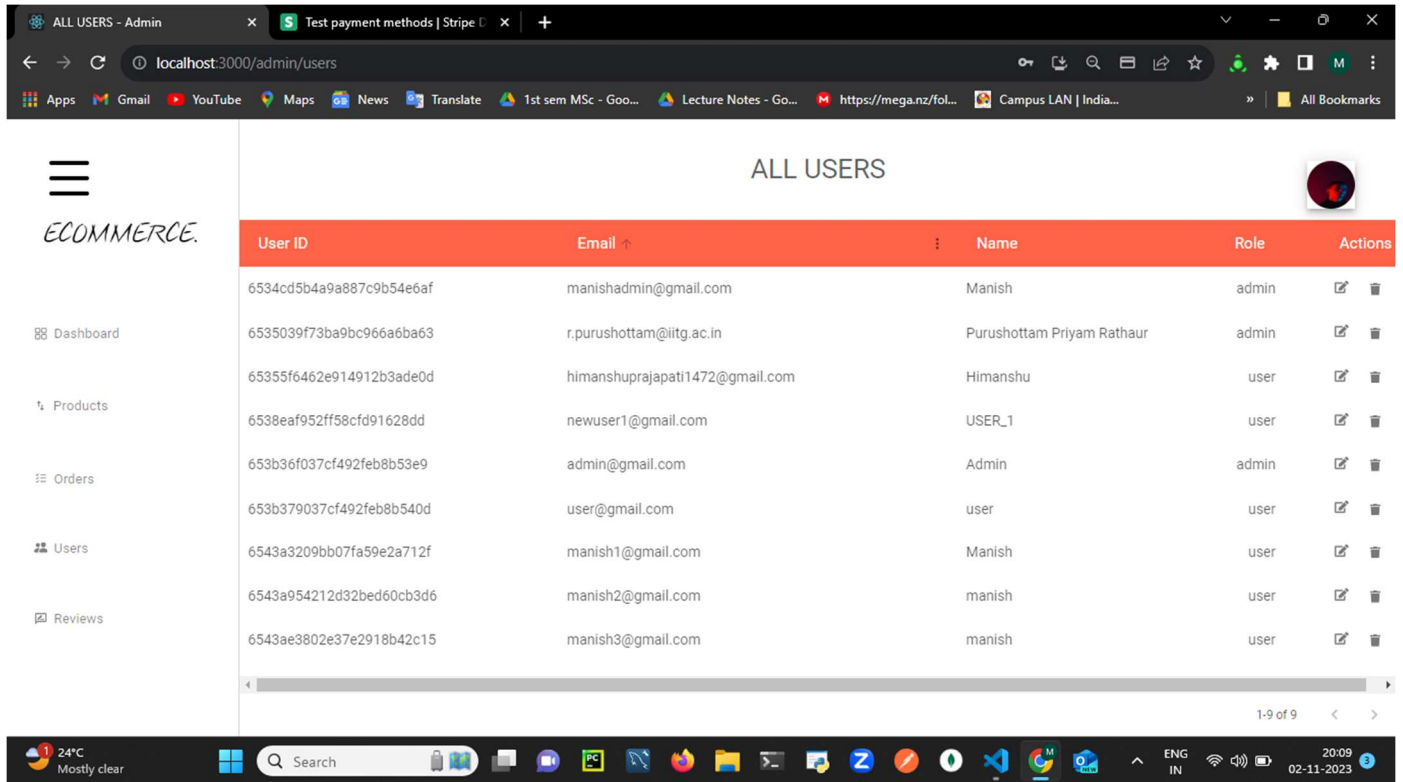 ALL USERS - Admin
S Test payment methods | Stripe D
localhost:3000/admin/users
M
Apps Gmail YouTube Maps News Translate 1st sem MSc - Goo... Lecture Notes - Go... https://mega.nz/fol... Campus LAN | India... » All Bookmarks
ALL USERS
ECOMMERCE.
User ID Email Name Role Actions
6534cd5b4a9a887c9b54e6af manishadmin@gmail.com Manish admin
Dashboard
6535039f73ba9bc966a6ba63 r.purushottam@iitg.ac.in Purushottam Priyam Rathaur admin
65355f6462e914912b3ade0d himanshuprajapati1472@gmail.com Himanshu user
Products
6538eaf952ff58cfd91628dd newuser1@gmail.com USER_1 user
653b36f037cf492feb8b53e9 admin@gmail.com Admin admin
Orders
653b379037cf492feb8b540d user@gmail.com user user
Users
6543a3209bb07fa59e2a712f manish1@gmail.com Manish user
6543a954212d32bed60cb3d6 manish2@gmail.com manish user
Reviews
6543ae3802e37e2918b42c15 manish3@gmail.com manish user
1-9 of 9
1 24°C
Mostly clear
Search
PC
Z
M
NEW
ENG
IN
20:09
02-11-2023
3